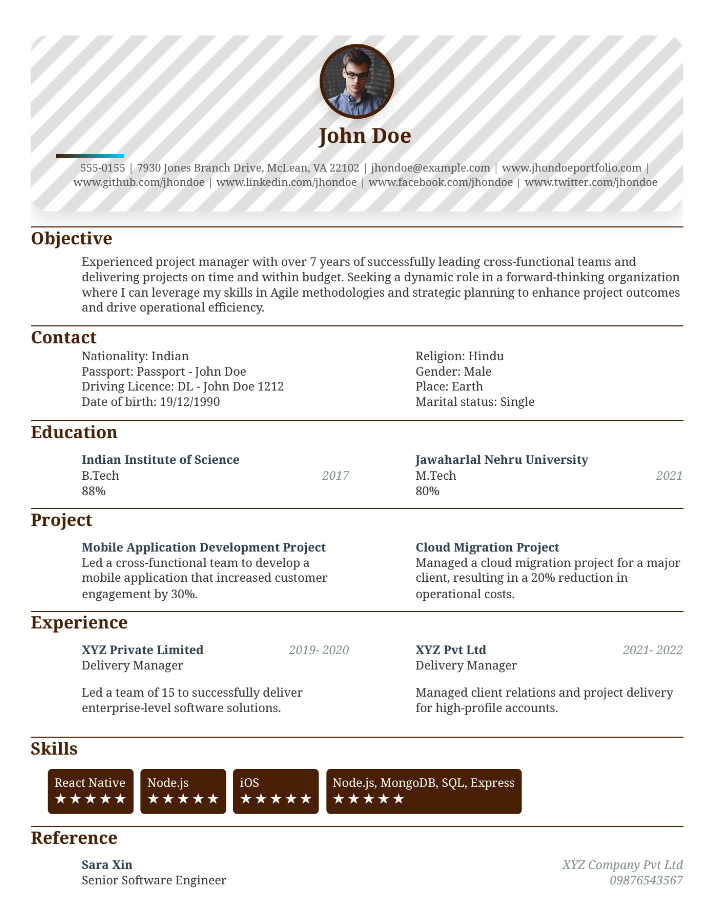 John Doe
555-0155 | 7930 Jones Branch Drive, McLean, VA 22102 | jhondoe@example.com | www.jhondoeportfolio.com |
www.github.com/jhondoe | www.linkedin.com/jhondoe | www.facebook.com/jhondoe | www.twitter.com/jhondoe
Objective
Experienced project manager with over 7 years of successfully leading cross-functional teams and
delivering projects on time and within budget. Seeking a dynamic role in a forward-thinking organization
where I can leverage my skills in Agile methodologies and strategic planning to enhance project outcomes
and drive operational efficiency.
Contact
Nationality: Indian
Passport: Passport - John Doe
Driving Licence: DL - John Doe 1212
Date of birth: 19/12/1990
Religion: Hindu
Gender: Male
Place: Earth
Marital status: Single
Education
Indian Institute of Science
B.Tech 2017
88%
Jawaharlal Nehru University
M.Tech 2021
80%
Project
Mobile Application Development Project
Led a cross-functional team to develop a
mobile application that increased customer
engagement by 30%.
Cloud Migration Project
Managed a cloud migration project for a major
client, resulting in a 20% reduction in
operational costs.
Experience
XYZ Private Limited 2019- 2020
Delivery Manager
Led a team of 15 to successfully deliver
enterprise-level software solutions.
XYZ Pvt Ltd 2021- 2022
Delivery Manager
Managed client relations and project delivery
for high-profile accounts.
Skills
React Native
★★★★★
Node.js
★★★★★
iOS
★★★★★
Node.js, MongoDB, SQL, Express
★★★★★
Reference
Sara Xin XYZ Company Pvt Ltd
Senior Software Engineer 09876543567